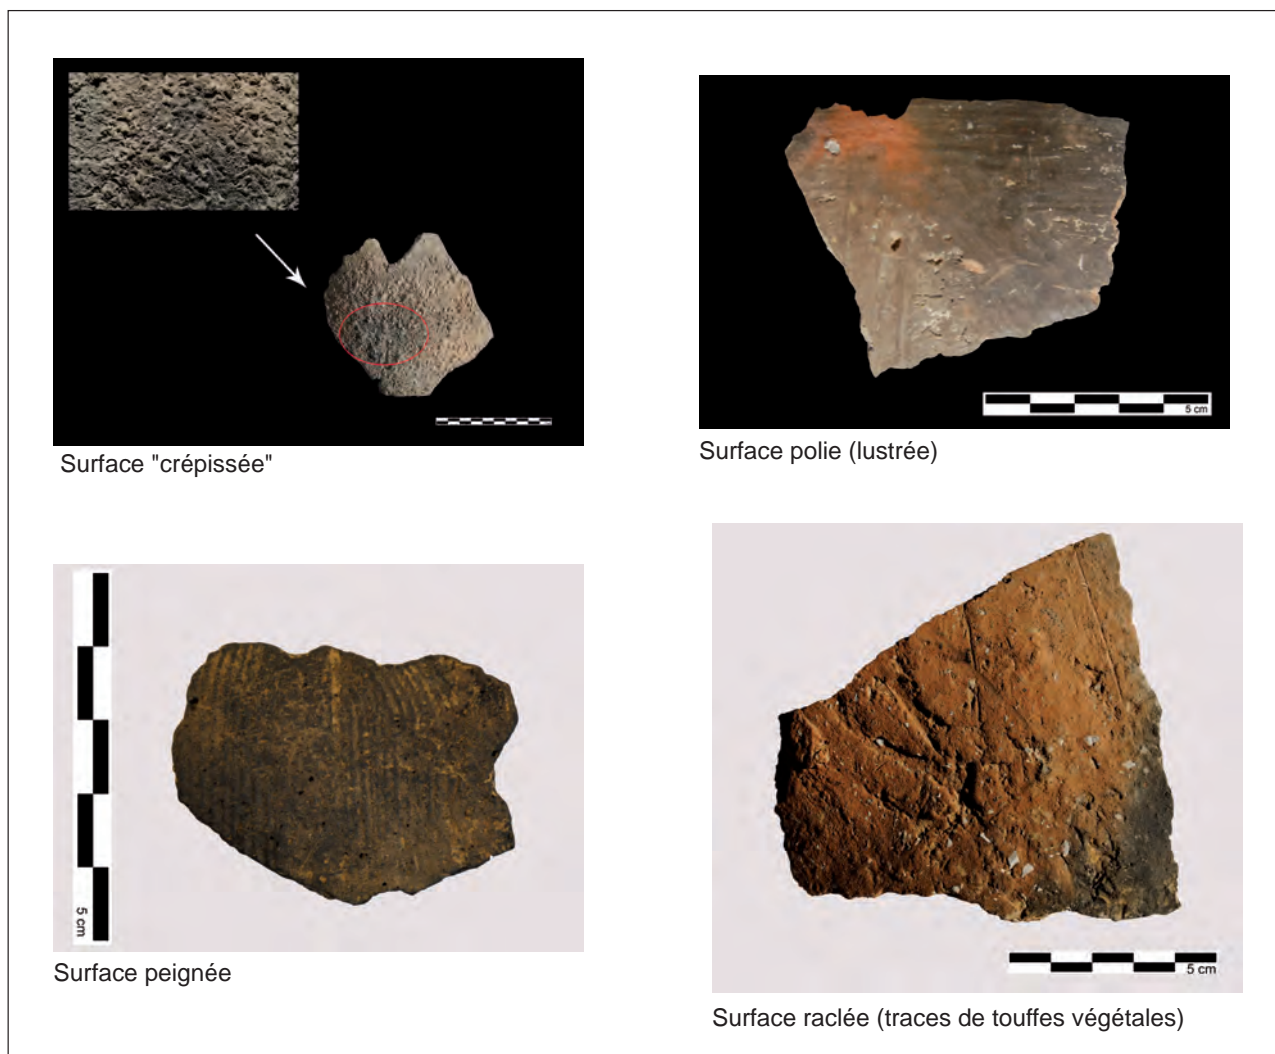 Surface "crépissée"
5 cm
Surface polie (lustrée)
5 cm
Surface peignée
5 cm
Surface raclée (traces de touffes végétales)